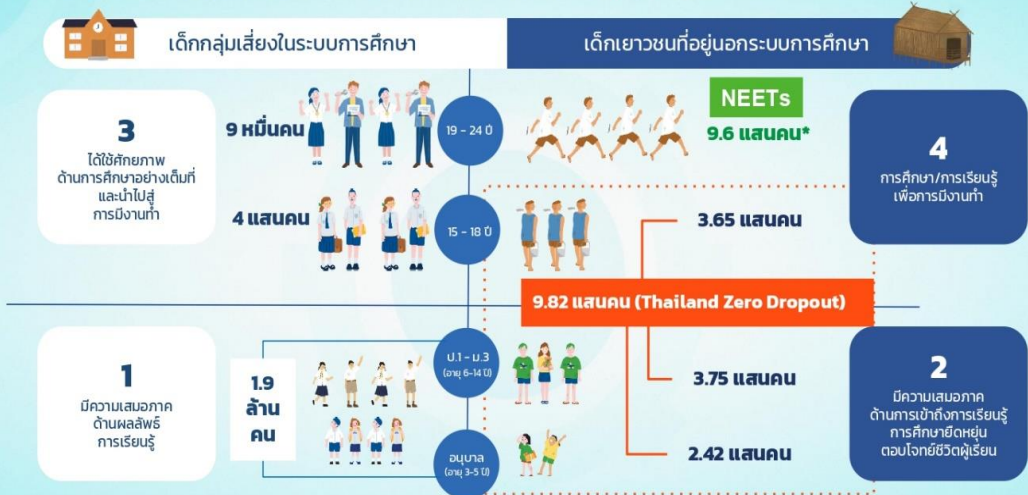 เด็กกลุ่มเสี่ยงในระบบการศึกษา
เด็กเยาวชนที่อยู่นอกระบบการศึกษา
3
ได้ใช้ศักยภาพ
ด้านการศึกษาอย่างเต็มที่
และนำไปสู่
การมีงานทำ
9 หมื่นคน
19 - 24 ปี
NEETs
9.6 แสนคน*
4
การศึกษา/การเรียนรู้
เพื่อการมีงานทำ
4 แสนคน
15 - 18 ปี
3.65 แสนคน
9.82 แสนคน (Thailand Zero Dropout)
1
มีความเสมอภาค
ด้านผลลัพธ์
การเรียนรู้
1.9
ล้าน
คน
ป.1 - ม.3
(อายุ 6-14 ปี)
3.75 แสนคน
อนุบาล
(อายุ 3-5 ปี)
2.42 แสนคน
2
มีความเสมอภาค
ด้านการเข้าถึงการเรียนรู้
การศึกษายืดหยุ่น
ตอบโจทย์ชีวิตผู้เรียน